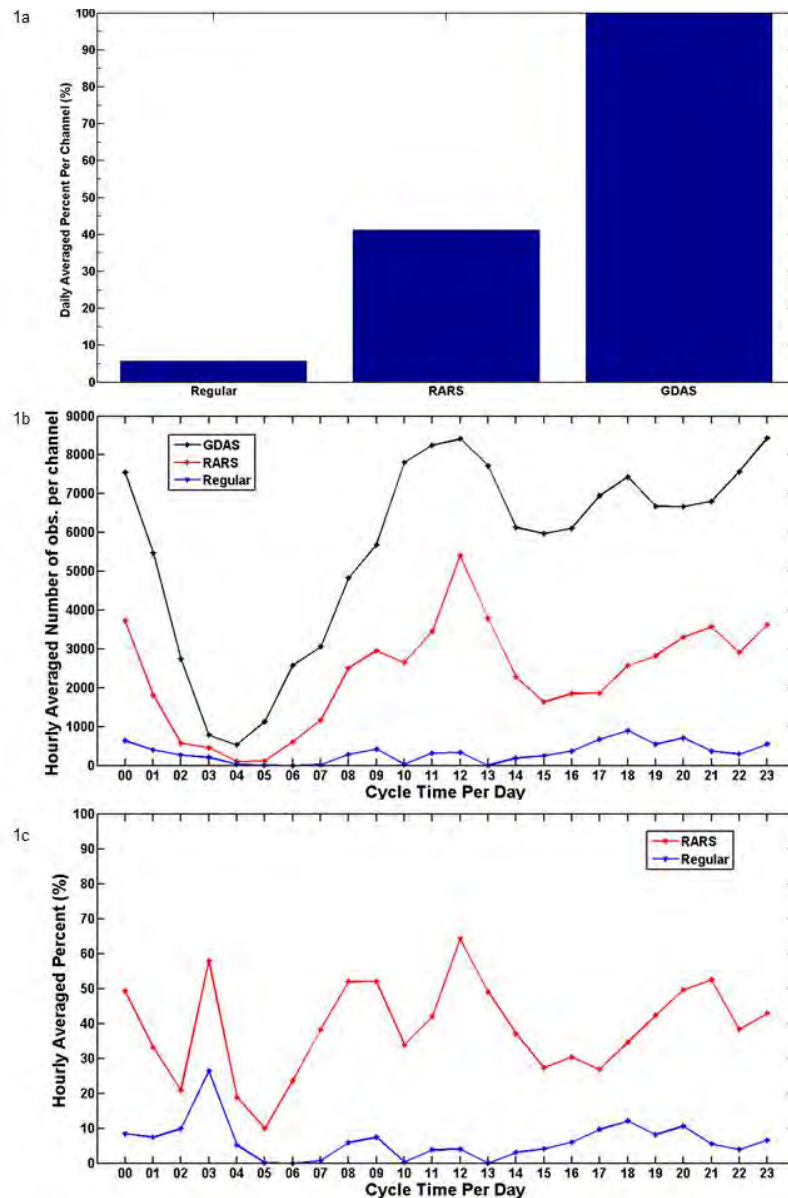 1a
Daily Averaged Percent Per Channel (%)
100
90
80
70
60
50
40
30
20
10
0
Regular RARS GDAS
1b
Hourly Averaged Number of obs. per channel
9000
8000
7000
6000
5000
4000
3000
2000
1000
0
GDAS
RARS
Regular
00 01 02 03 04 05 06 07 08 09 10 11 12 13 14 15 16 17 18 19 20 21 22 23
Cycle Time Per Day
1c
Hourly Averaged Percent (%)
100
90
80
70
60
50
40
30
20
10
0
RARS
Regular
00 01 02 03 04 05 06 07 08 09 10 11 12 13 14 15 16 17 18 19 20 21 22 23
Cycle Time Per Day